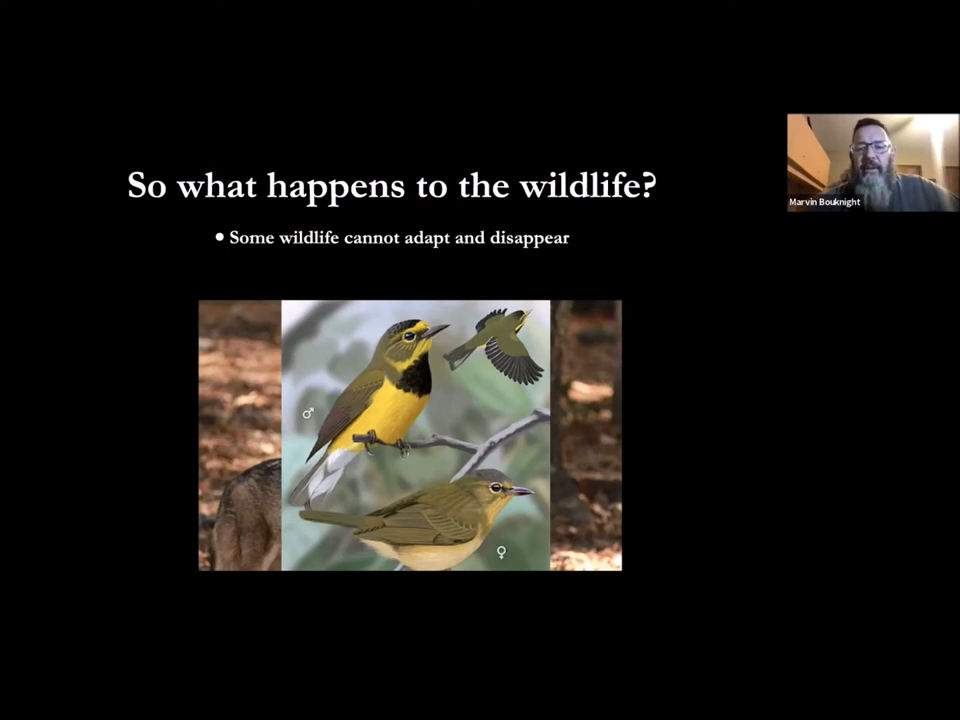 So what happens to the wildlife?
• Some wildlife cannot adapt and disappear
Marvin Bouknight
♂
♀